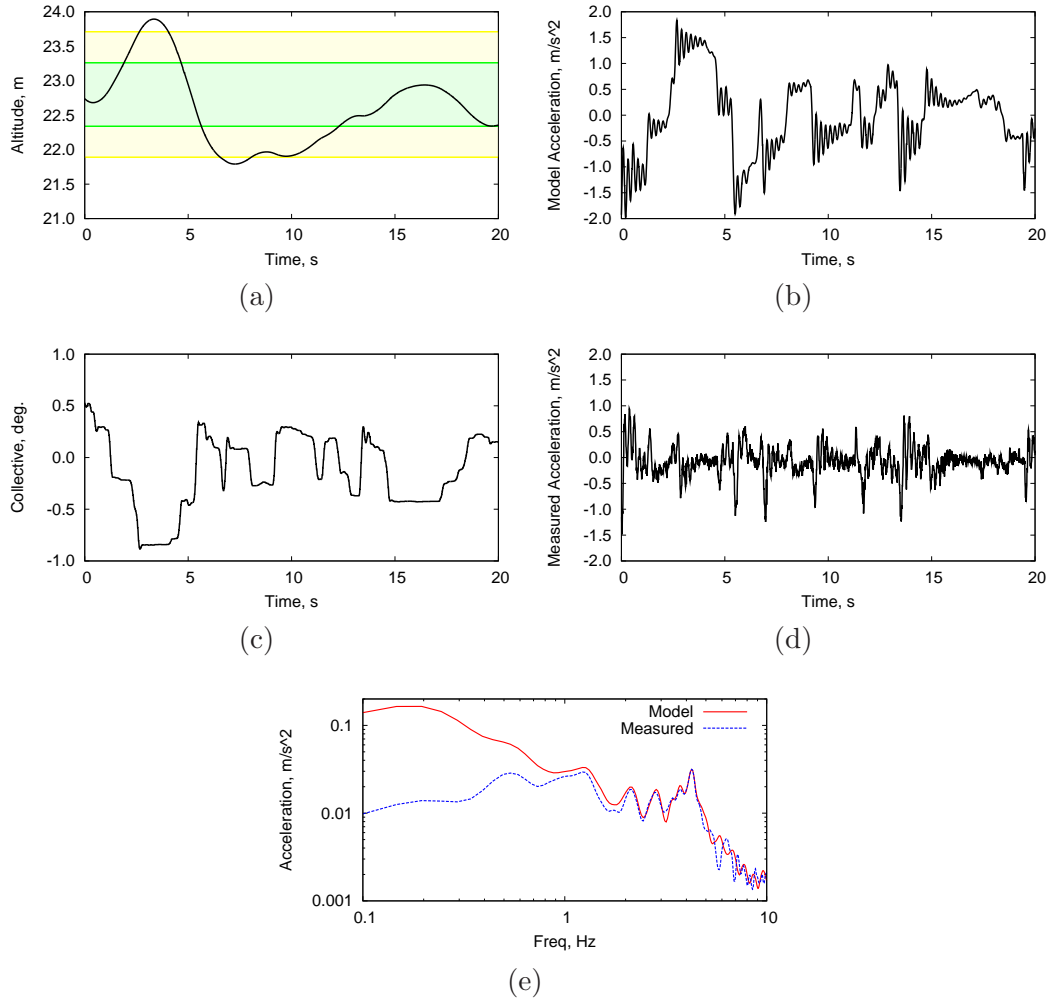 24.0
23.5
23.0
22.5
22.0
21.5
21.0
Altitude, m
0 5 10 15 20
Time, s
(a)
2.0
1.5
1.0
0.5
0.0
-0.5
-1.0
-1.5
-2.0
Model Acceleration, m/s^2
0 5 10 15 20
Time, s
(b)
1.0
0.5
0.0
-0.5
-1.0
Collective, deg.
0 5 10 15 20
Time, s
(c)
2.0
1.5
1.0
0.5
0.0
-0.5
-1.0
-1.5
-2.0
Measured Acceleration, m/s^2
0 5 10 15 20
Time, s
(d)
0.1
0.01
0.001
Acceleration, m/s^2
Model
Measured
0.1 1 10
Freq, Hz
(e)